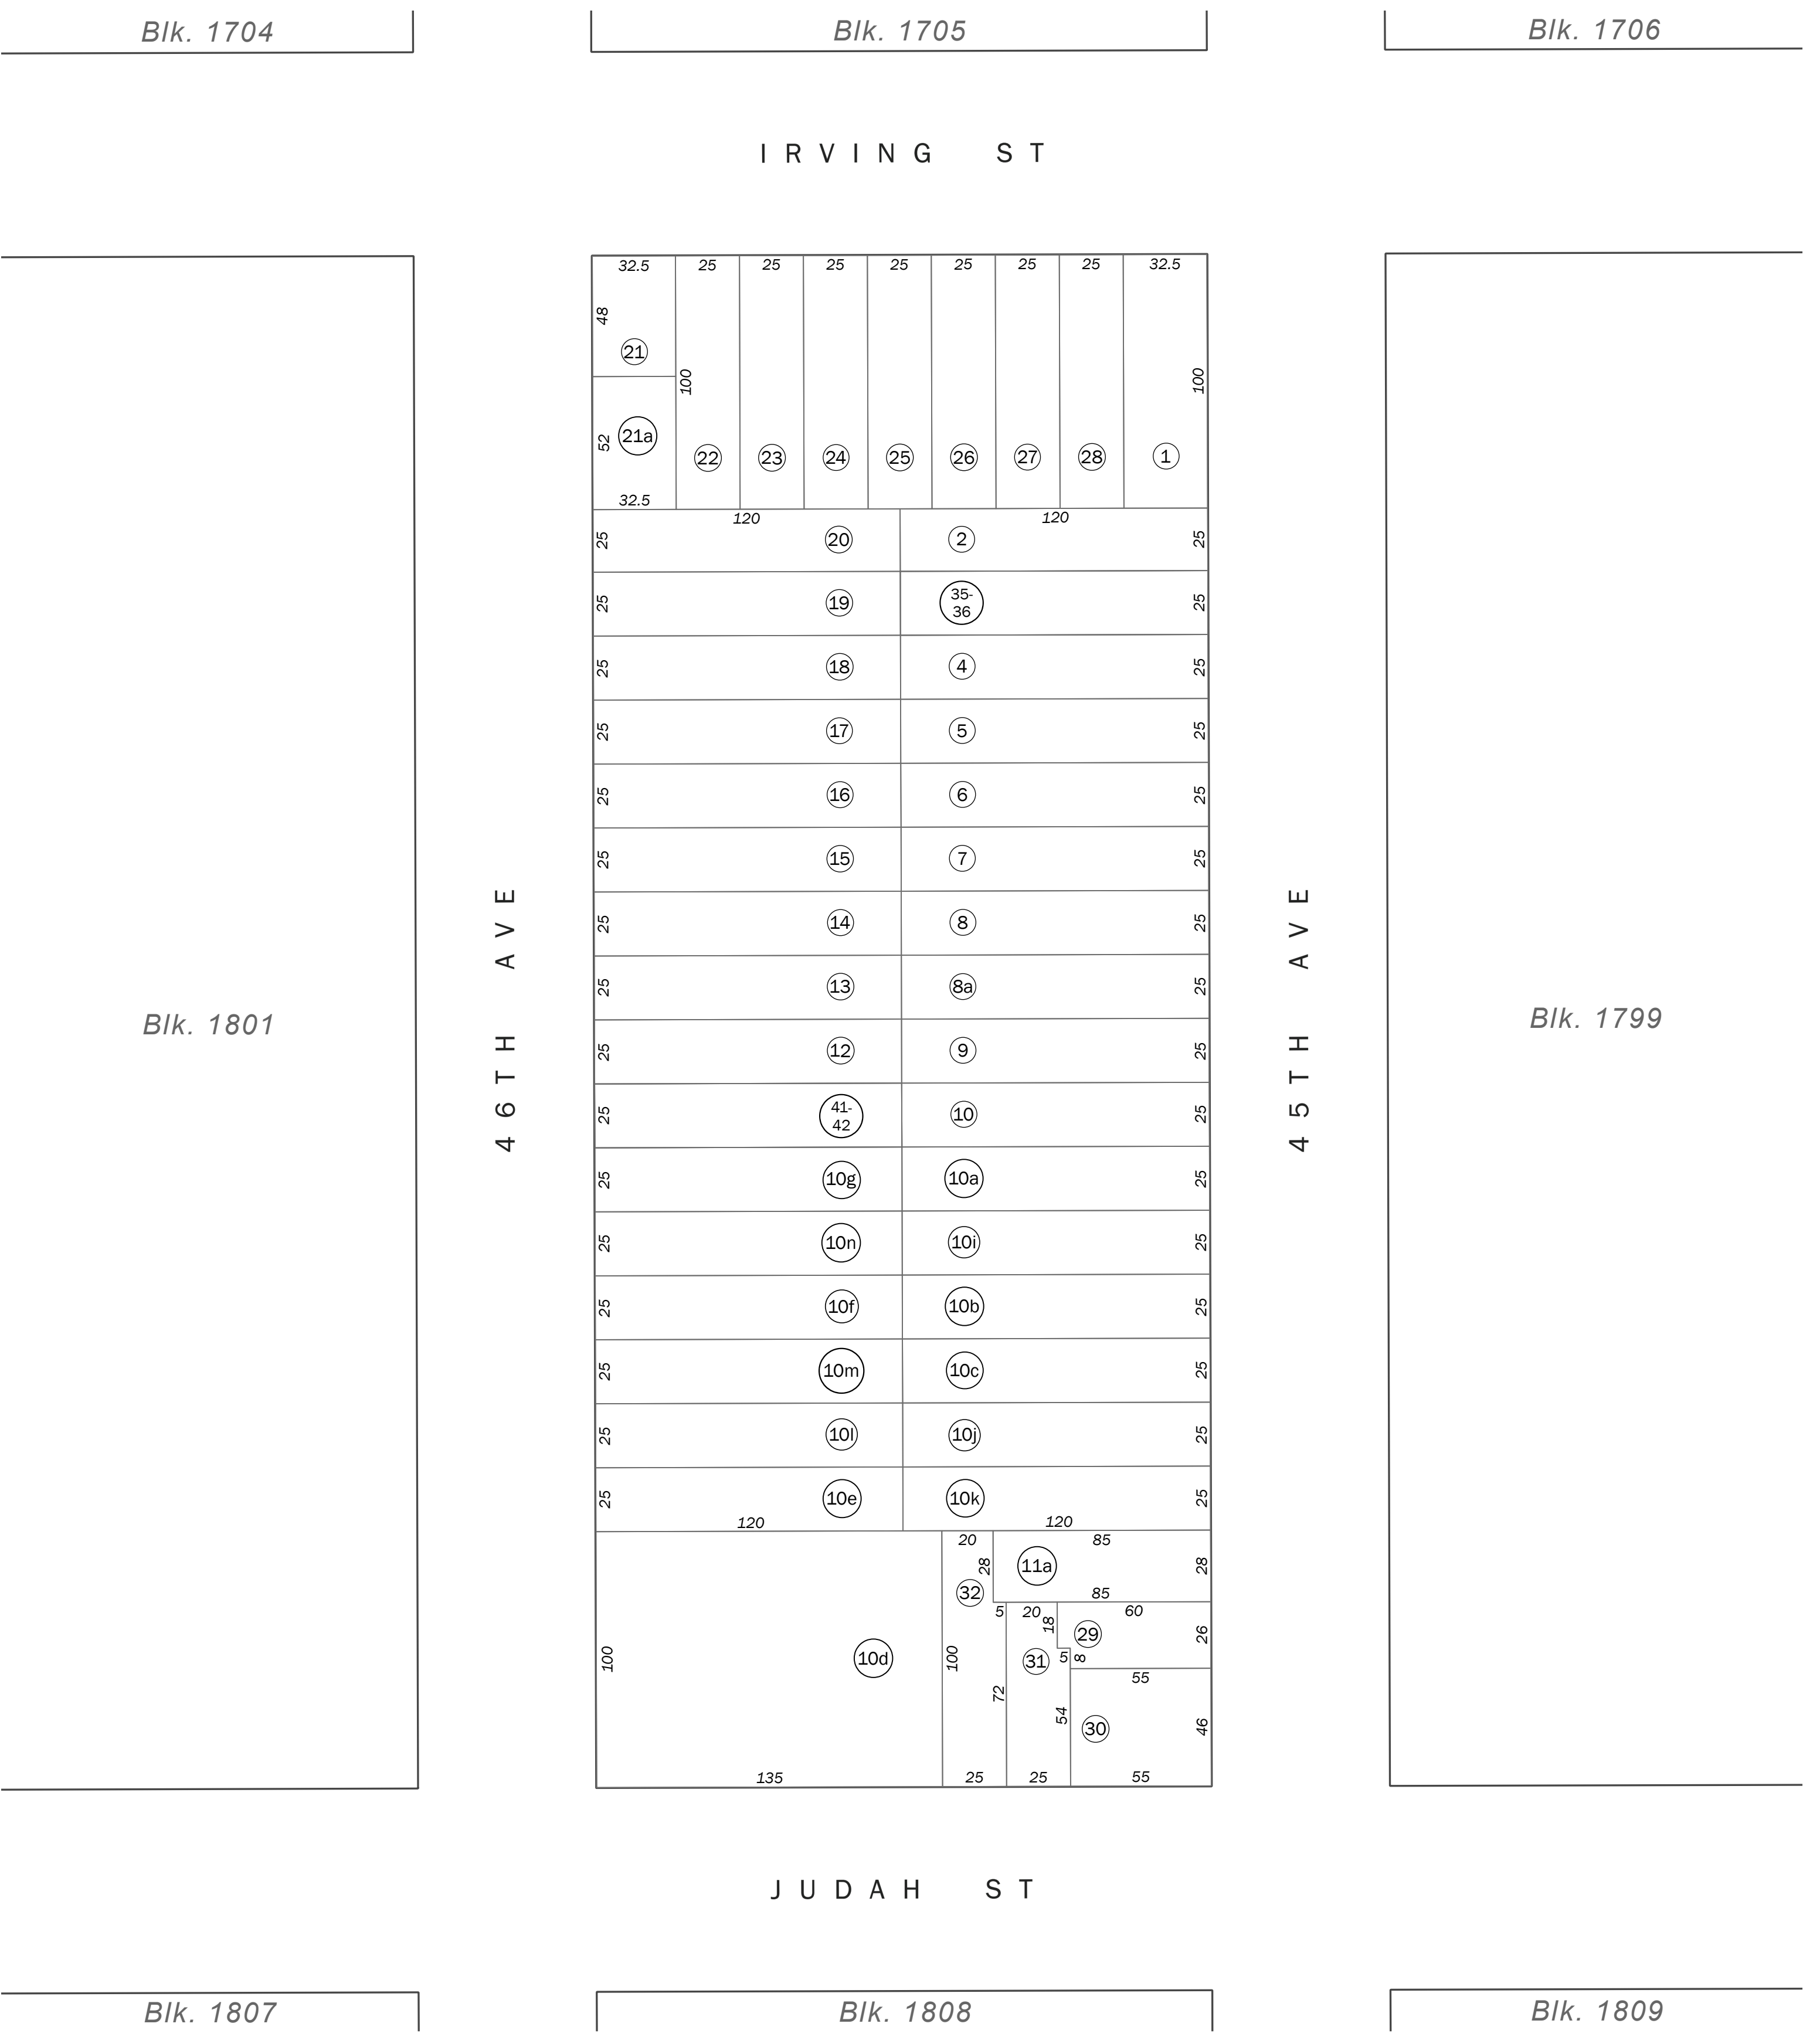 Blk. 1704
Blk. 1705
Blk. 1706
IRVING ST
32.5 25 25 25 25 25 25 25 32.5
48
21
100
100
52
21a
22 23 24 25 26 27 28 1
32.5
120 120
25 20 2 25
25 19 35-
36 25
25 18 4 25
25 17 5 25
25 16 6 25
25 15 7 25
25 14 8 25
25 13 8a 25
25 12 9 25
25 41-
42 10 25
25 10g 10a 25
25 10n 10i 25
25 10f 10b 25
25 10m 10c 25
25 10l 10j 25
25 10e 10k 25
120 120
46TH AVE
45TH AVE
Blk. 1801
Blk. 1799
20 85
28 11a 28
32
85
5 20 60
18 29 26
100 10d 100 31 5 8
55
72 54 30 46
135 25 25 55
JUDAH ST
Blk. 1807
Blk. 1808
Blk. 1809